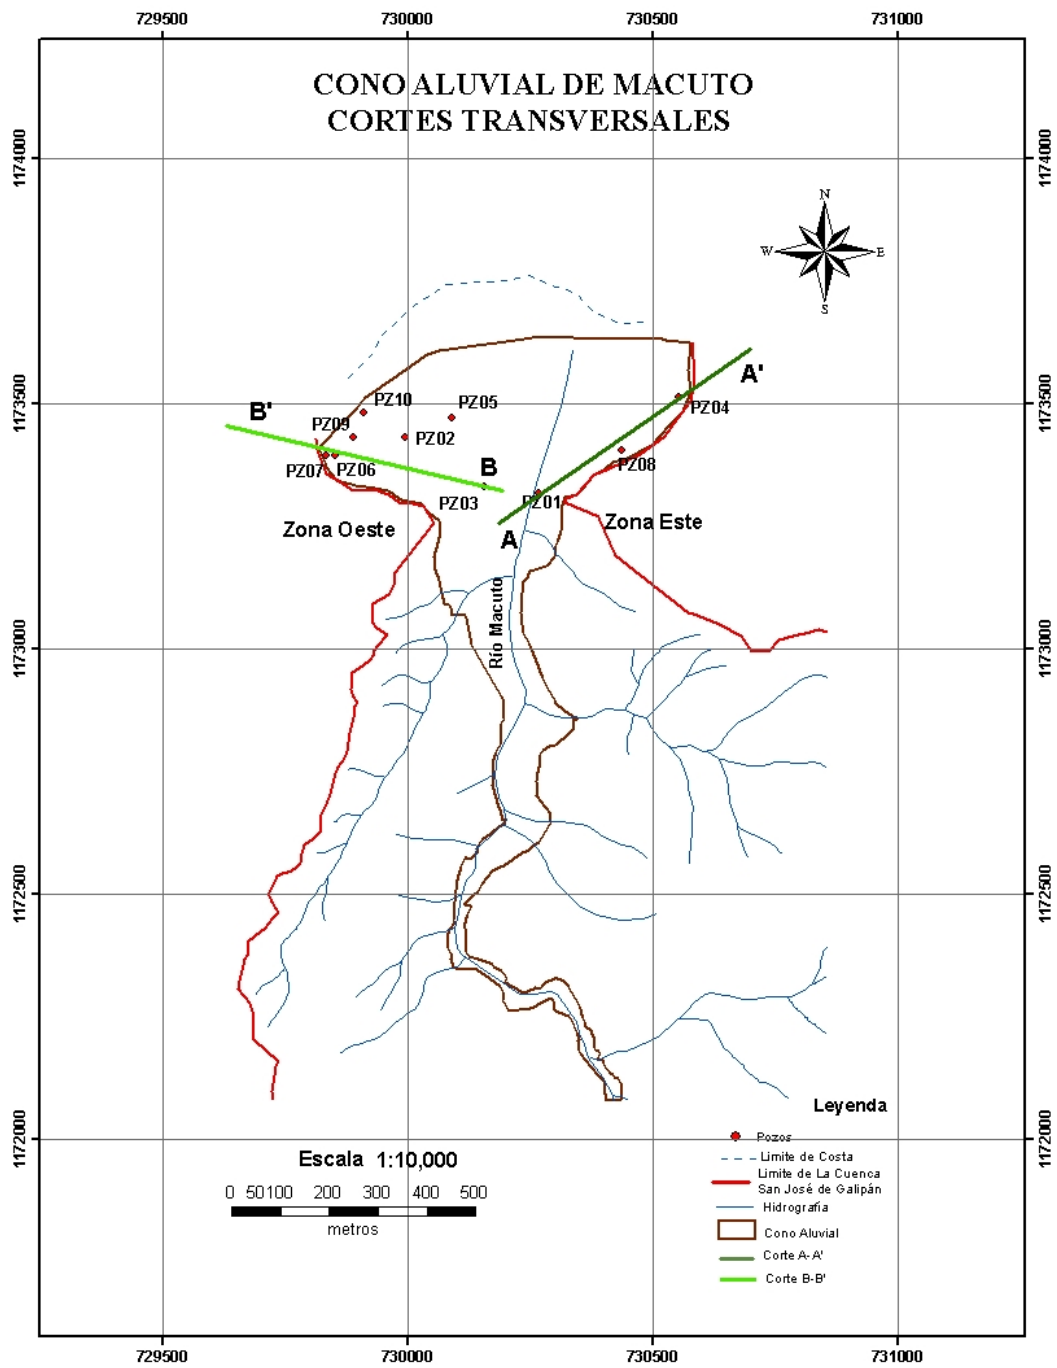 729500 730000 730500 731000
CONO ALUVIAL DE MACUTO
CORTES TRANSVERSALES
1174000 1174000
N
W E
S
A'
B'
1173500 1173500
PZ10
PZ05
PZ04
PZ09
PZ02
PZ08
PZ07 PZ06
B
PZ03
PZ01
Zona Oeste
Zona Este
A
Río Macuto
1173000 1173000
1172500 1172500
1172000 1172000
Leyenda
Pozos
Limite de Costa
Limite de La Cuenca
San José de Galipán
Hidrografía
Cono Aluvial
Corte A-A'
Corte B-B'
Escala 1:10,000
0 50 100 200 300 400 500
metros
729500 730000 730500 731000